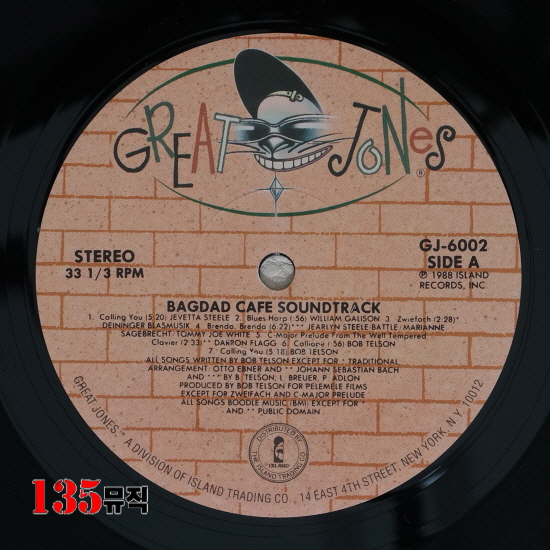 GREAT JONES ®
STEREO
33 1/3 RPM
GJ-6002
SIDE A
℗ 1988 ISLAND
RECORDS, INC.
BAGDAD CAFE SOUNDTRACK
1. Calling You (5:20) JEVETTA STEELE 2. Blues Harp (:56) WILLIAM GALISON 3. Zwiefach (2:28)*
DEININGER BLASMUSIK 4. Brenda, Brenda (6:22)*** JEARLYN STEELE-BATTLE/MARIANNE
SAGEBRECHT/TOMMY JOE WHITE 5. C-Major Prelude From The Well Tempered
Clavier (2:33)** DARRON FLAGG 6. Calliope (:56) BOB TELSON
7. Calling You (5:18) BOB TELSON
ALL SONGS WRITTEN BY BOB TELSON EXCEPT FOR * TRADITIONAL
ARRANGEMENT: OTTO EBNER AND ** JOHANN SEBASTIAN BACH
AND *** BY B. TELSON, L. BREUER, P. ADLON
PRODUCED BY BOB TELSON FOR PELEMELE FILMS
EXCEPT FOR ZWEIFACH AND C-MAJOR PRELUDE
ALL SONGS BOODLE MUSIC (BMI) EXCEPT FOR *
AND ** PUBLIC DOMAIN
DISTRIBUTED BY
ISLAND
THE ISLAND TRADING CO.
GREAT JONES,™ A DIVISION OF ISLAND TRADING CO., 14 EAST 4TH STREET, NEW YORK, N.Y. 10012
135뮤직